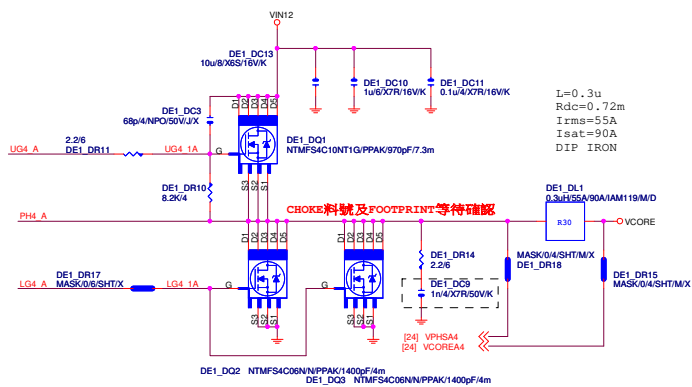 VIN12
DE1_DC13
10u/8/X6S/16V/K
DE1_DC10
1u/6/X7R/16V/K
DE1_DC11
0.1u/4/X7R/16V/K
L=0.3u
Rdc=0.72m
Irms=55A
Isat=90A
DIP IRON
DE1_DC3
68p/4/NPO/50V/J/X
D1 D2 D3 D4 D5
DE1_DQ1
NTMFS4C10NT1G/PPAK/970pF/7.3m
UG4_A
2.2/6
DE1_DR11
UG4_1A
G
S3 S2 S1
DE1_DR10
8.2K/4
CHOKE料號及FOOTPRINT等待確認
DE1_DL1
0.3uH/55A/90A/IAM119/M/D
R30
VCORE
PH4_A
D1 D2 D3 D4 D5
D1 D2 D3 D4 D5
DE1_DR14
2.2/6
MASK/0/4/SHT/M/X
DE1_DR18
DE1_DR15
MASK/0/4/SHT/M/X
DE1_DR17
MASK/0/6/SHT/X
LG4_A
LG4_1A
G
G
S3 S2 S1
S3 S2 S1
DE1_DC9
1n/4/X7R/50V/K
[24] VPHSA4
[24] VCOREA4
DE1_DQ2 NTMFS4C06N/N/PPAK/1400pF/4m
DE1_DQ3 NTMFS4C06N/N/PPAK/1400pF/4m